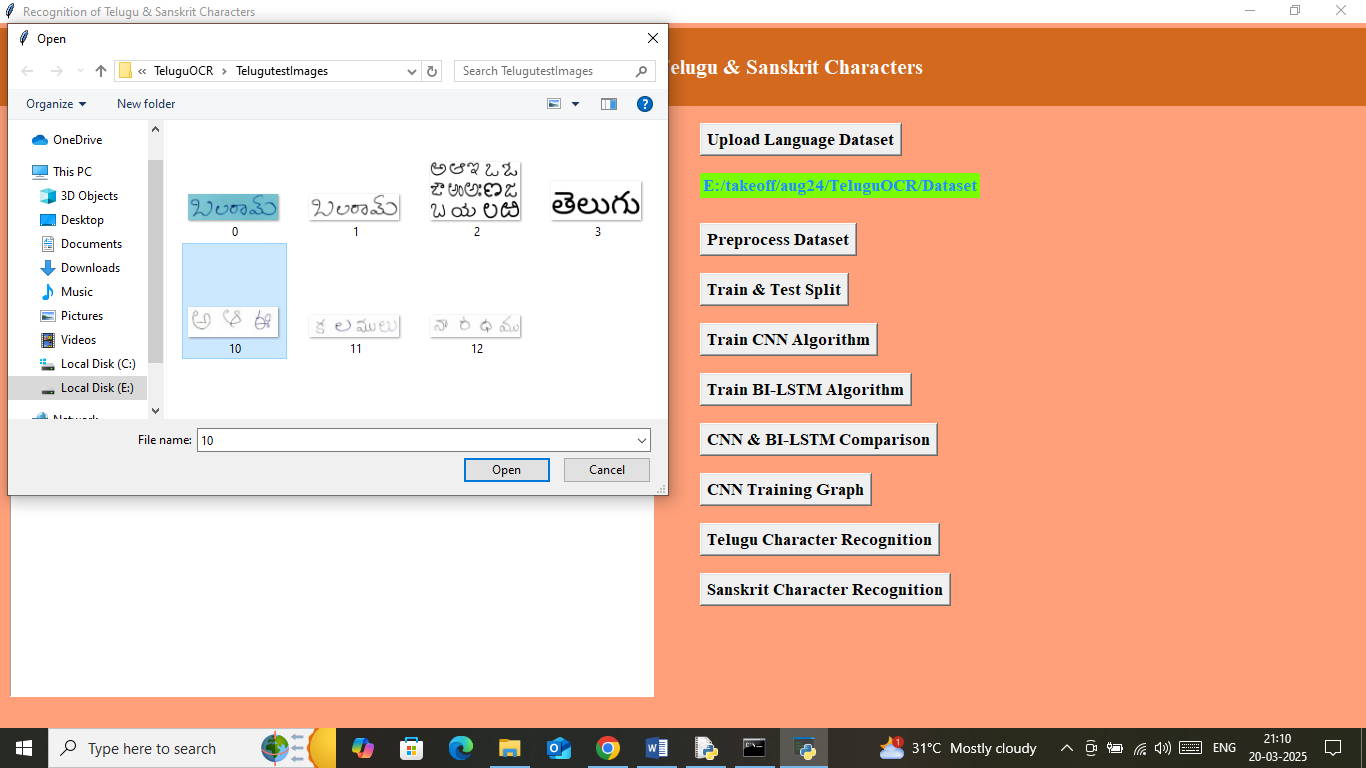 Recognition of Telugu & Sanskrit Characters
Open
TeluguOCR TelugutestImages
Search TelugutestImages
Organize
New folder
OneDrive
This PC
3D Objects
Desktop
Documents
Downloads
Music
Pictures
Videos
Local Disk (C:)
Local Disk (E:)
Network
బలరామ్
0
బలరామ్
1
అ ఆ ఇ ఒ ఓ
2
తెలుగు
3
10
క ల ములు
11
12
File name: 10
Open Cancel
Telugu & Sanskrit Characters
Upload Language Dataset
E:/takeoff/aug24/TeluguOCR/Dataset
Preprocess Dataset
Train & Test Split
Train CNN Algorithm
Train BI-LSTM Algorithm
CNN & BI-LSTM Comparison
CNN Training Graph
Telugu Character Recognition
Sanskrit Character Recognition
Type here to search
1
31°C Mostly cloudy
ENG
21:10
20-03-2025